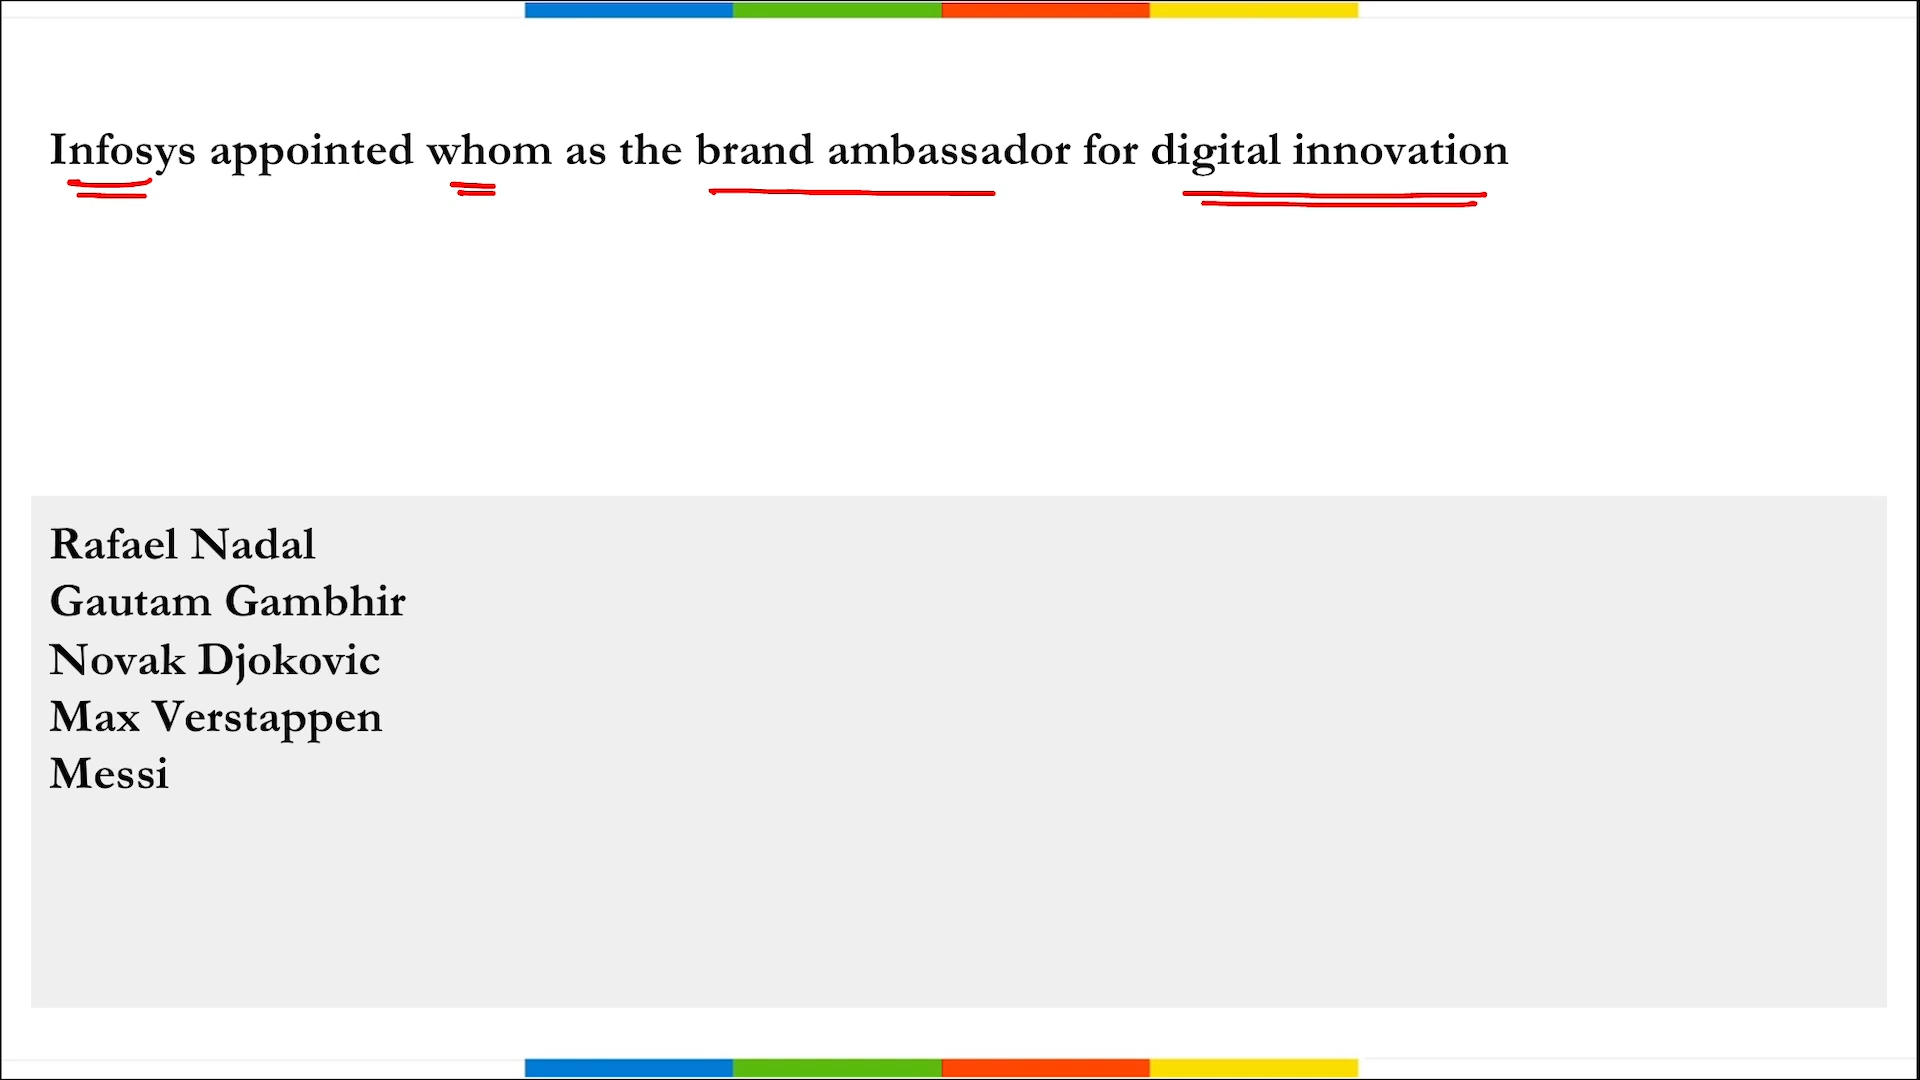 Infosys appointed whom as the brand ambassador for digital innovation
Rafael Nadal
Gautam Gambhir
Novak Djokovic
Max Verstappen
Messi